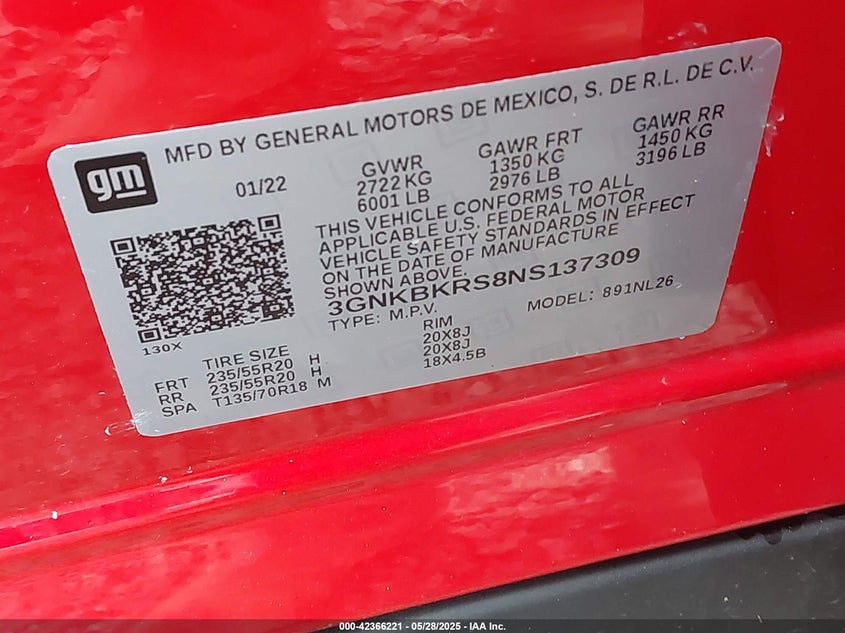 MFD BY GENERAL MOTORS DE MEXICO, S. DE R.L. DE C.V.
gm
01/22
GVWR
2722 KG
6001 LB
GAWR FRT
1350 KG
2976 LB
GAWR RR
1450 KG
3196 LB
THIS VEHICLE CONFORMS TO ALL
APPLICABLE U.S. FEDERAL MOTOR
VEHICLE SAFETY STANDARDS IN EFFECT
ON THE DATE OF MANUFACTURE
SHOWN ABOVE.
3GNKBKRS8NS137309
TYPE: M.P.V. MODEL: 891NL26
130X
TIRE SIZE RIM
FRT 235/55R20 H 20X8J
RR 235/55R20 H 20X8J
SPA T135/70R18 M 18X4.5B
000-42366221 - 05/28/2025 - IAA Inc.